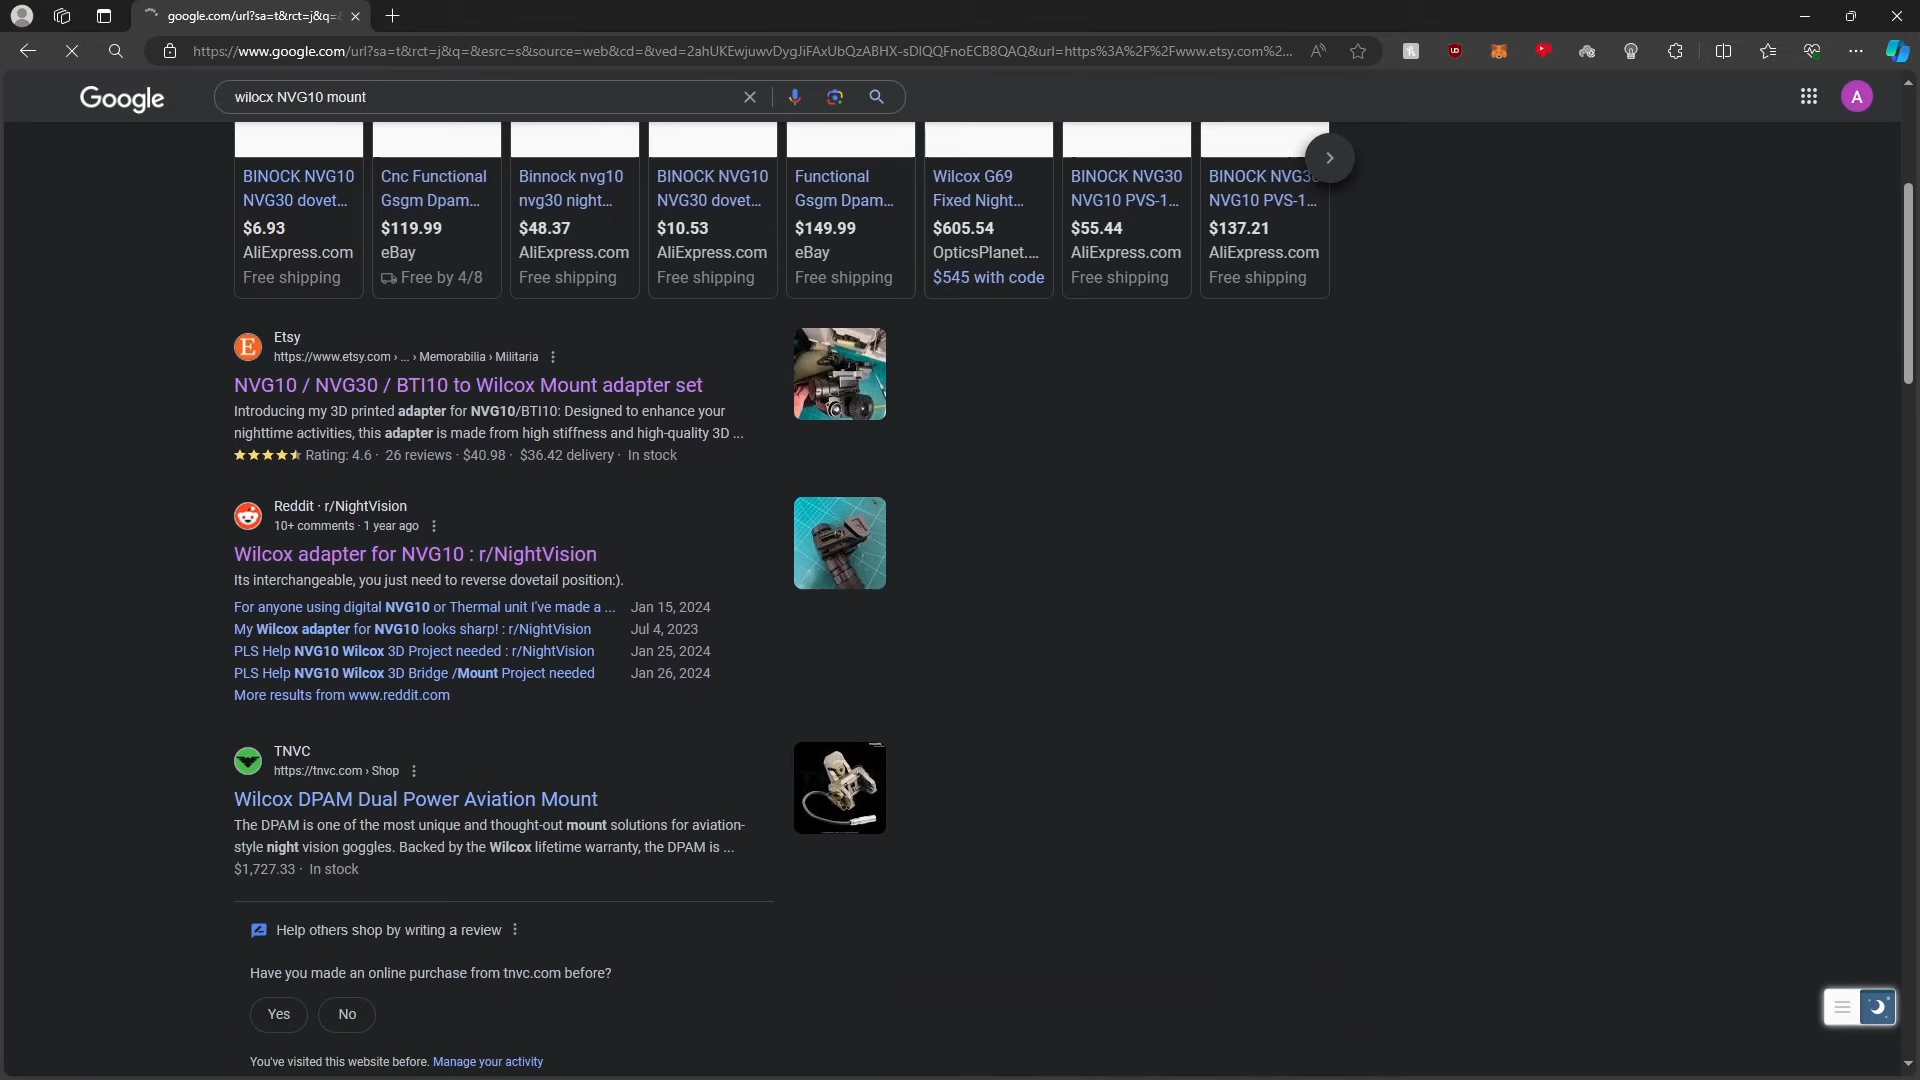 google.com/url?sa=t&rct=j&q=&
https://www.google.com/url?sa=t&rct=j&q=&esrc=s&source=web&cd=&ved=2ahUKEwjuwvDygJiFAxUbQzABHX-sDlQQFnoECB8QAQ&url=https%3A%2F%2Fwww.etsy.com%2...
Google
wilocx NVG10 mount
A
BINOCK NVG10
NVG30 dovet...
$6.93
AliExpress.com
Free shipping
Cnc Functional
Gsgm Dpam...
$119.99
eBay
Free by 4/8
Binnock nvg10
nvg30 night...
$48.37
AliExpress.com
Free shipping
BINOCK NVG10
NVG30 dovet...
$10.53
AliExpress.com
Free shipping
Functional
Gsgm Dpam...
$149.99
eBay
Free shipping
Wilcox G69
Fixed Night...
$605.54
OpticsPlanet....
$545 with code
BINOCK NVG30
NVG10 PVS-1...
$55.44
AliExpress.com
Free shipping
BINOCK NVG30
NVG10 PVS-1...
$137.21
AliExpress.com
Free shipping
Etsy
https://www.etsy.com › ... › Memorabilia › Militaria
NVG10 / NVG30 / BTI10 to Wilcox Mount adapter set
Introducing my 3D printed adapter for NVG10/BTI10: Designed to enhance your
nighttime activities, this adapter is made from high stiffness and high-quality 3D ...
Rating: 4.6 · 26 reviews · $40.98 · $36.42 delivery · In stock
Reddit · r/NightVision
10+ comments · 1 year ago
Wilcox adapter for NVG10 : r/NightVision
Its interchangeable, you just need to reverse dovetail position:).
For anyone using digital NVG10 or Thermal unit I've made a ... Jan 15, 2024
My Wilcox adapter for NVG10 looks sharp! : r/NightVision Jul 4, 2023
PLS Help NVG10 Wilcox 3D Project needed : r/NightVision Jan 25, 2024
PLS Help NVG10 Wilcox 3D Bridge /Mount Project needed Jan 26, 2024
More results from www.reddit.com
TNVC
https://tnvc.com › Shop
Wilcox DPAM Dual Power Aviation Mount
The DPAM is one of the most unique and thought-out mount solutions for aviation-
style night vision goggles. Backed by the Wilcox lifetime warranty, the DPAM is ...
$1,727.33 · In stock
Help others shop by writing a review
Have you made an online purchase from tnvc.com before?
Yes
No
You've visited this website before. Manage your activity